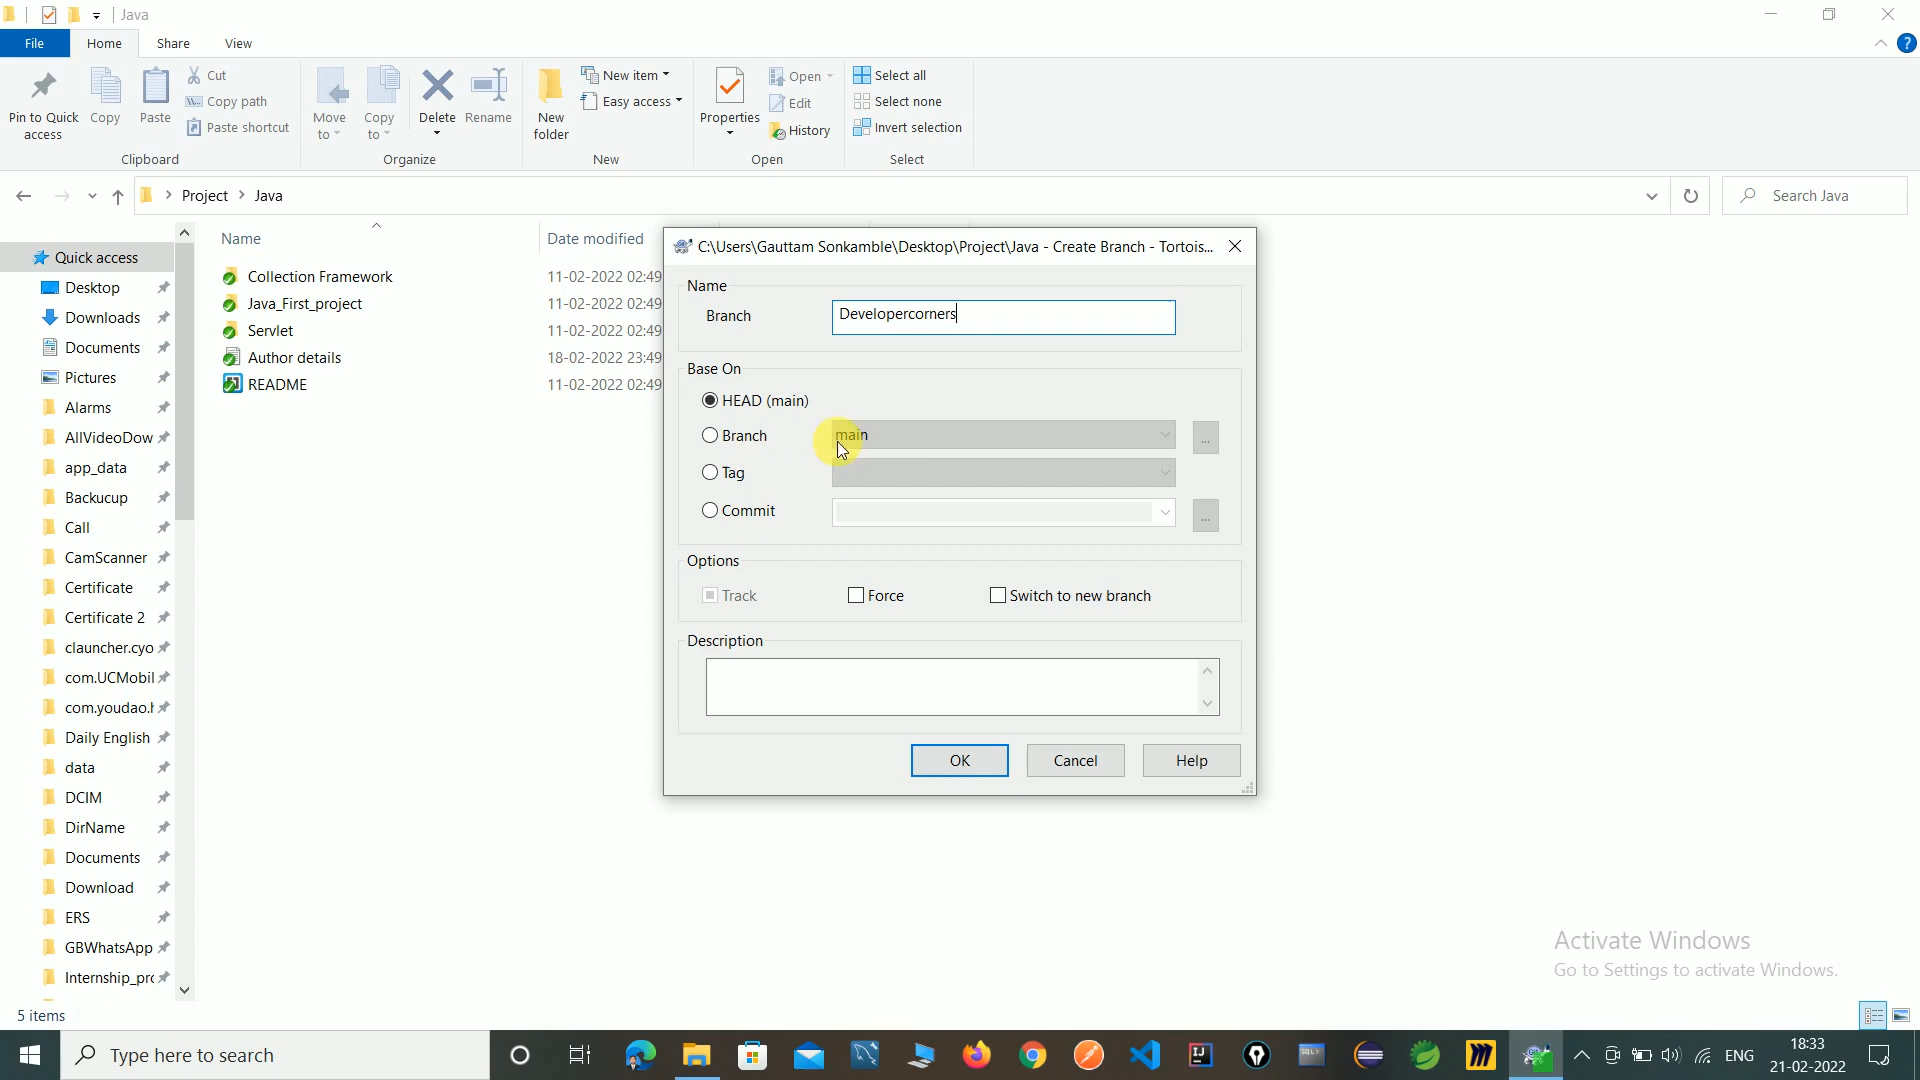 Java
File
Home
Share
View
Pin to Quick access
Copy
Paste
Cut
Copy path
Paste shortcut
Clipboard
Move to
Copy to
Delete
Rename
Organize
New folder
New item
Easy access
New
Properties
Open
Edit
History
Open
Select all
Select none
Invert selection
Select
Project > Java
Search Java
Quick access
Desktop
Downloads
Documents
Pictures
Alarms
AllVideoDow
app_data
Backucup
Call
CamScanner
Certificate
Certificate 2
clauncher.cyo
com.UCMobil
com.youdao.h
Daily English
data
DCIM
DirName
Documents
Download
ERS
GBWhatsApp
Internship_prc
Name Date modified
Collection Framework 11-02-2022 02:49
Java_First_project 11-02-2022 02:49
Servlet 11-02-2022 02:49
Author details 18-02-2022 23:49
README 11-02-2022 02:49
C:\Users\Gauttam Sonkamble\Desktop\Project\Java - Create Branch - Tortois...
Name
Branch Developercorners
Base On
HEAD (main)
Branch main ...
Tag
Commit ...
Options
Track Force Switch to new branch
Description
OK Cancel Help
Activate Windows
Go to Settings to activate Windows.
5 items
Type here to search
SQL>
ENG
18:33
21-02-2022